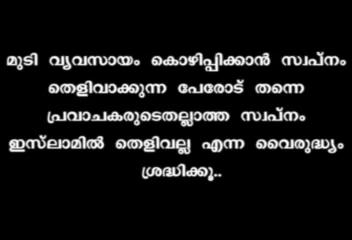 മുടി വ്യവസായം കൊഴിപ്പിക്കാൻ സ്വപ്നം
തെളിവാക്കുന്ന പേരോട് തന്നെ
പ്രവാചകരുടെതല്ലാത്ത സ്വപ്നം
ഇസ്ലാമിൽ തെളിവല്ല എന്ന വൈരുദ്ധ്യം
ശ്രദ്ധിക്കൂ..